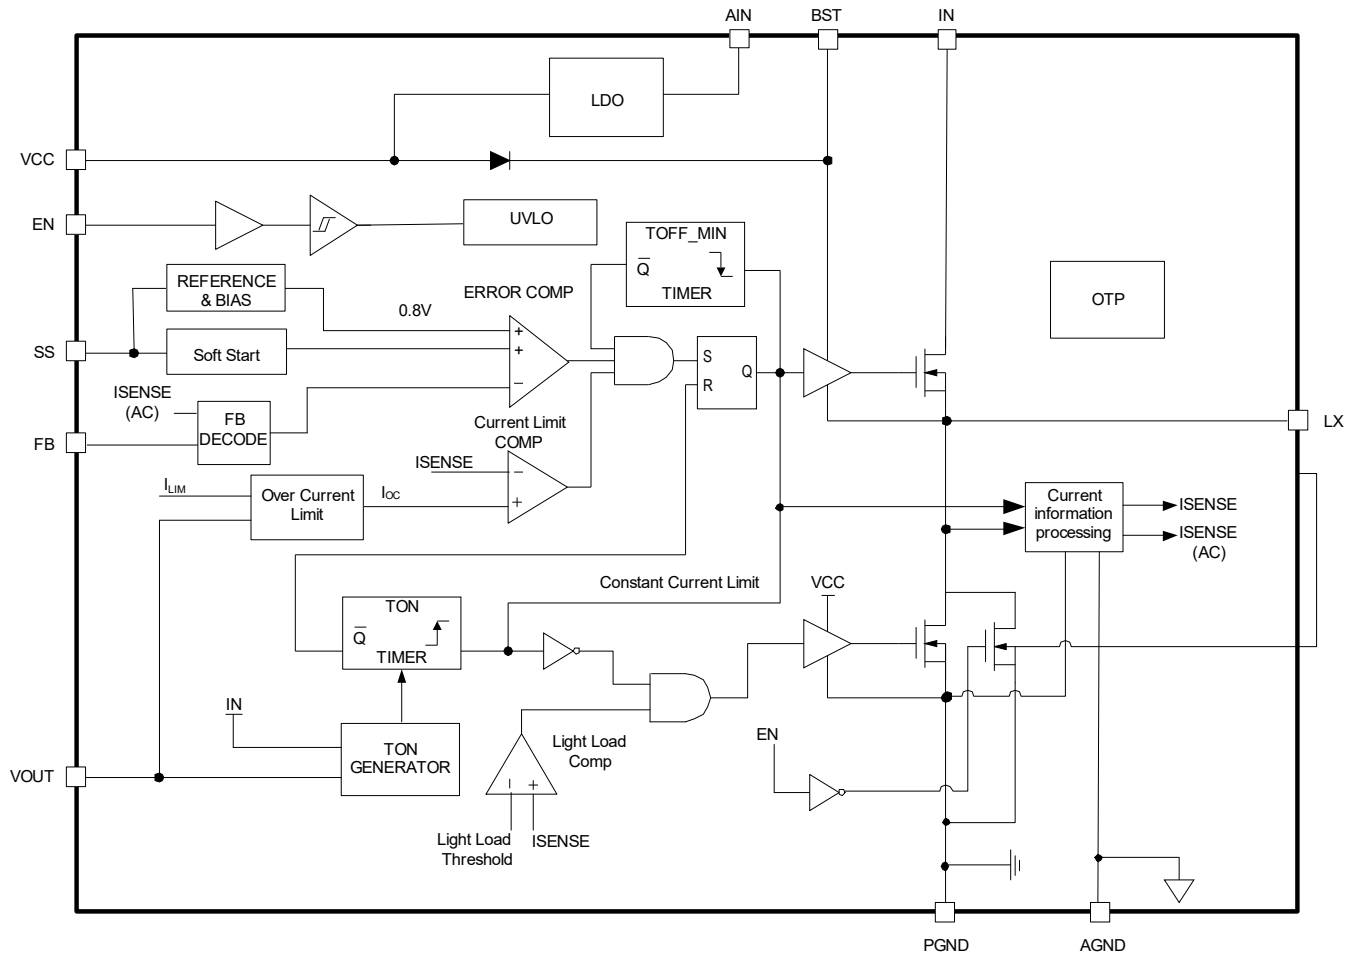 AIN BST IN
LDO
VCC
EN
UVLO
TOFF_MIN
Q
TIMER
REFERENCE
& BIAS
ERROR COMP
0.8V
+
+
−
OTP
SS
Soft Start
S
R
Q
ISENSE
(AC)
FB
DECODE
FB
Current Limit
COMP
LX
ISENSE
−
+
ILIM
Over Current
Limit
IOC
Current
information
processing
ISENSE
ISENSE
(AC)
Constant Current Limit
VCC
TON
Q
TIMER
IN
TON
GENERATOR
Light Load
Comp
EN
VOUT
− +
Light Load
Threshold
ISENSE
PGND AGND